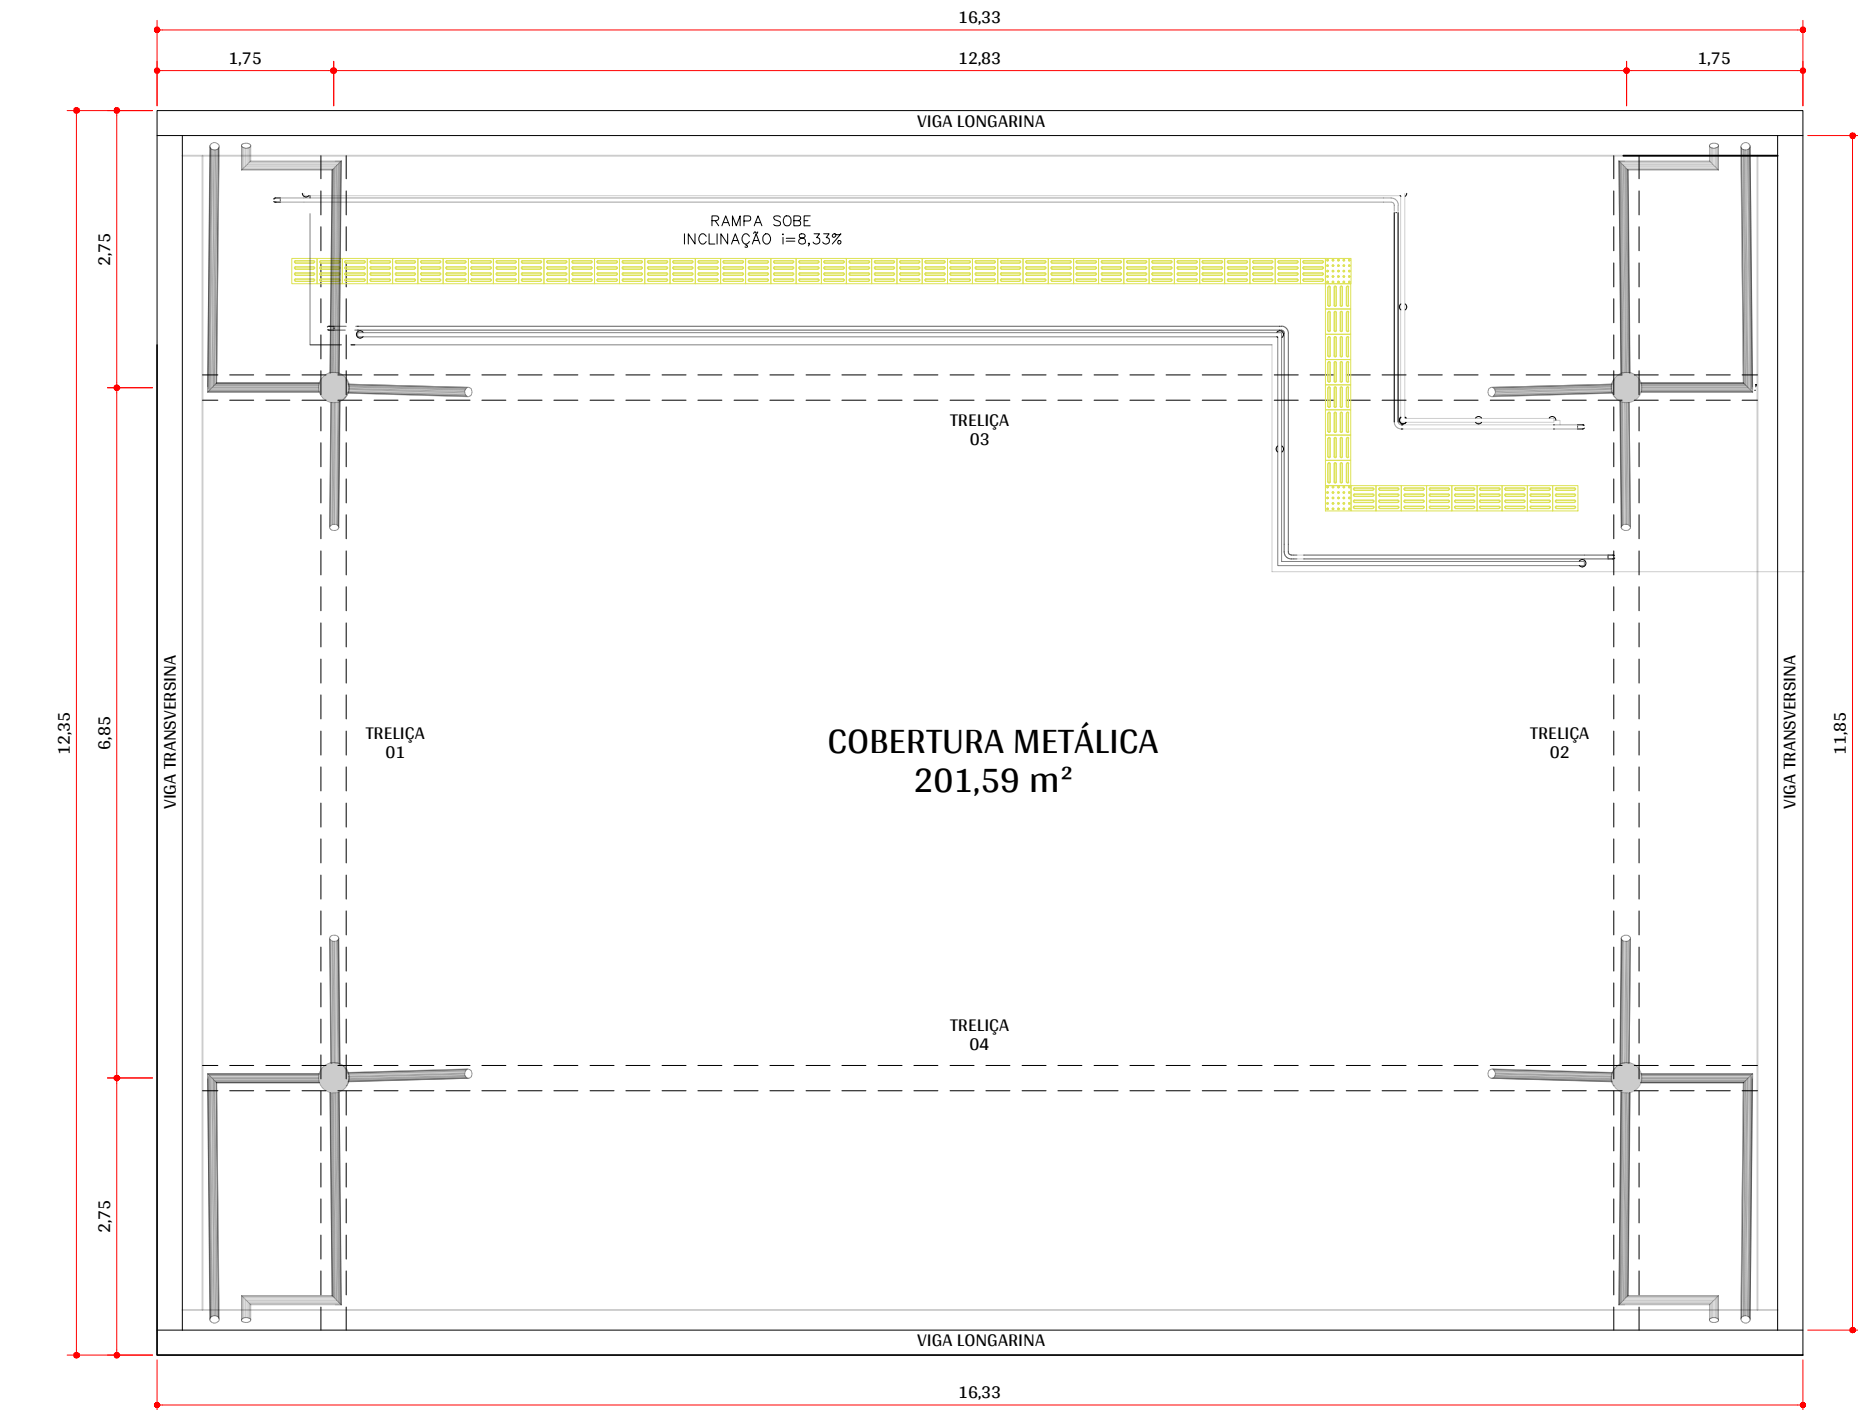 16,33
1,75
12,83
1,75
VIGA LONGARINA
RAMPA SOBE
INCLINAÇÃO i=8,33%
2,75
TRELIÇA
03
12,35
6,85
VIGA TRANSVERSINA
TRELIÇA
01
COBERTURA METÁLICA
201,59 m²
TRELIÇA
02
VIGA TRANSVERSINA
11,85
TRELIÇA
04
2,75
VIGA LONGARINA
16,33